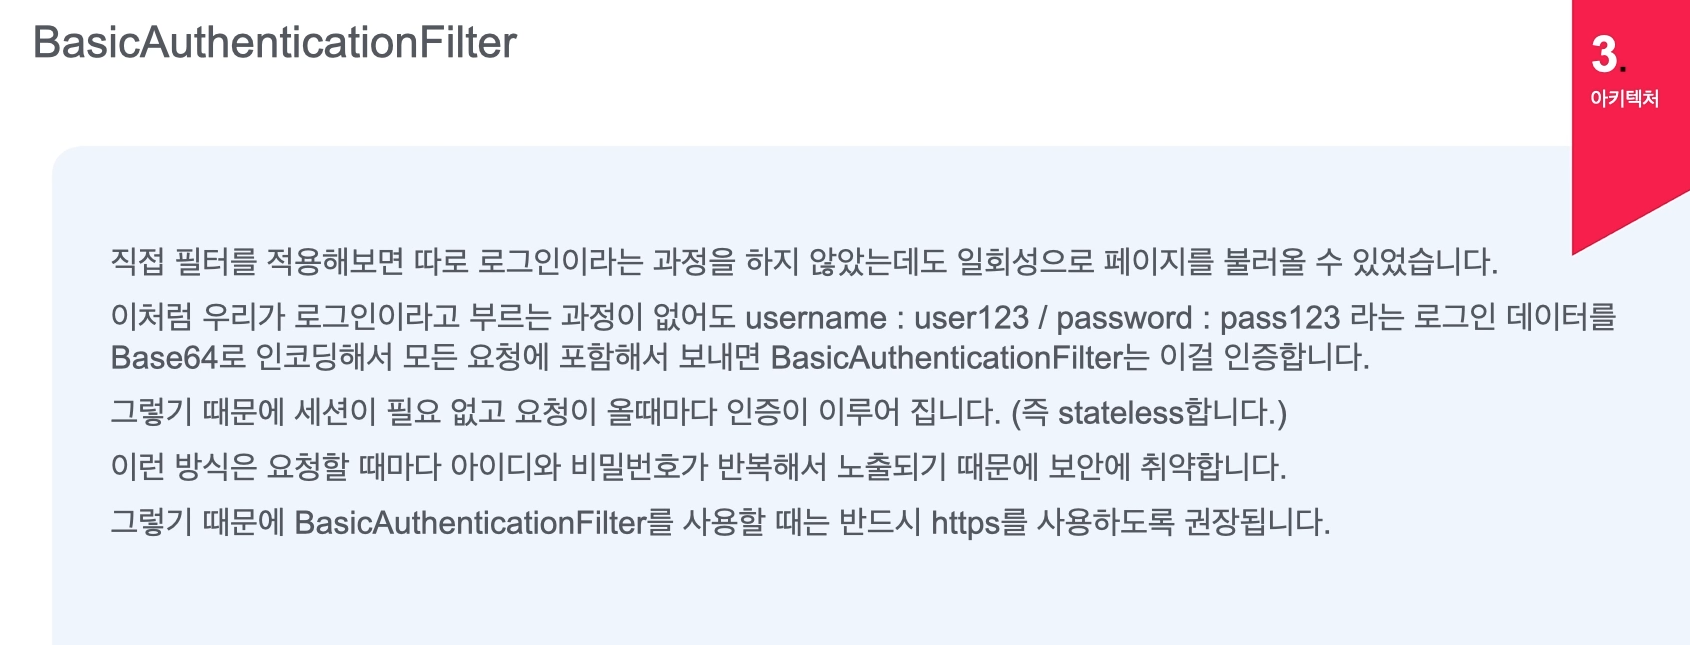 BasicAuthenticationFilter
3.
아키텍처
직접 필터를 적용해보면 따로 로그인이라는 과정을 하지 않았는데도 일회성으로 페이지를 불러올 수 있었습니다.
이처럼 우리가 로그인이라고 부르는 과정이 없어도 username : user123 / password : pass123 라는 로그인 데이터를
Base64로 인코딩해서 모든 요청에 포함해서 보내면 BasicAuthenticationFilter는 이걸 인증합니다.
그렇기 때문에 세션이 필요 없고 요청이 올때마다 인증이 이루어 집니다. (즉 stateless합니다.)
이런 방식은 요청할 때마다 아이디와 비밀번호가 반복해서 노출되기 때문에 보안에 취약합니다.
그렇기 때문에 BasicAuthenticationFilter를 사용할 때는 반드시 https를 사용하도록 권장됩니다.